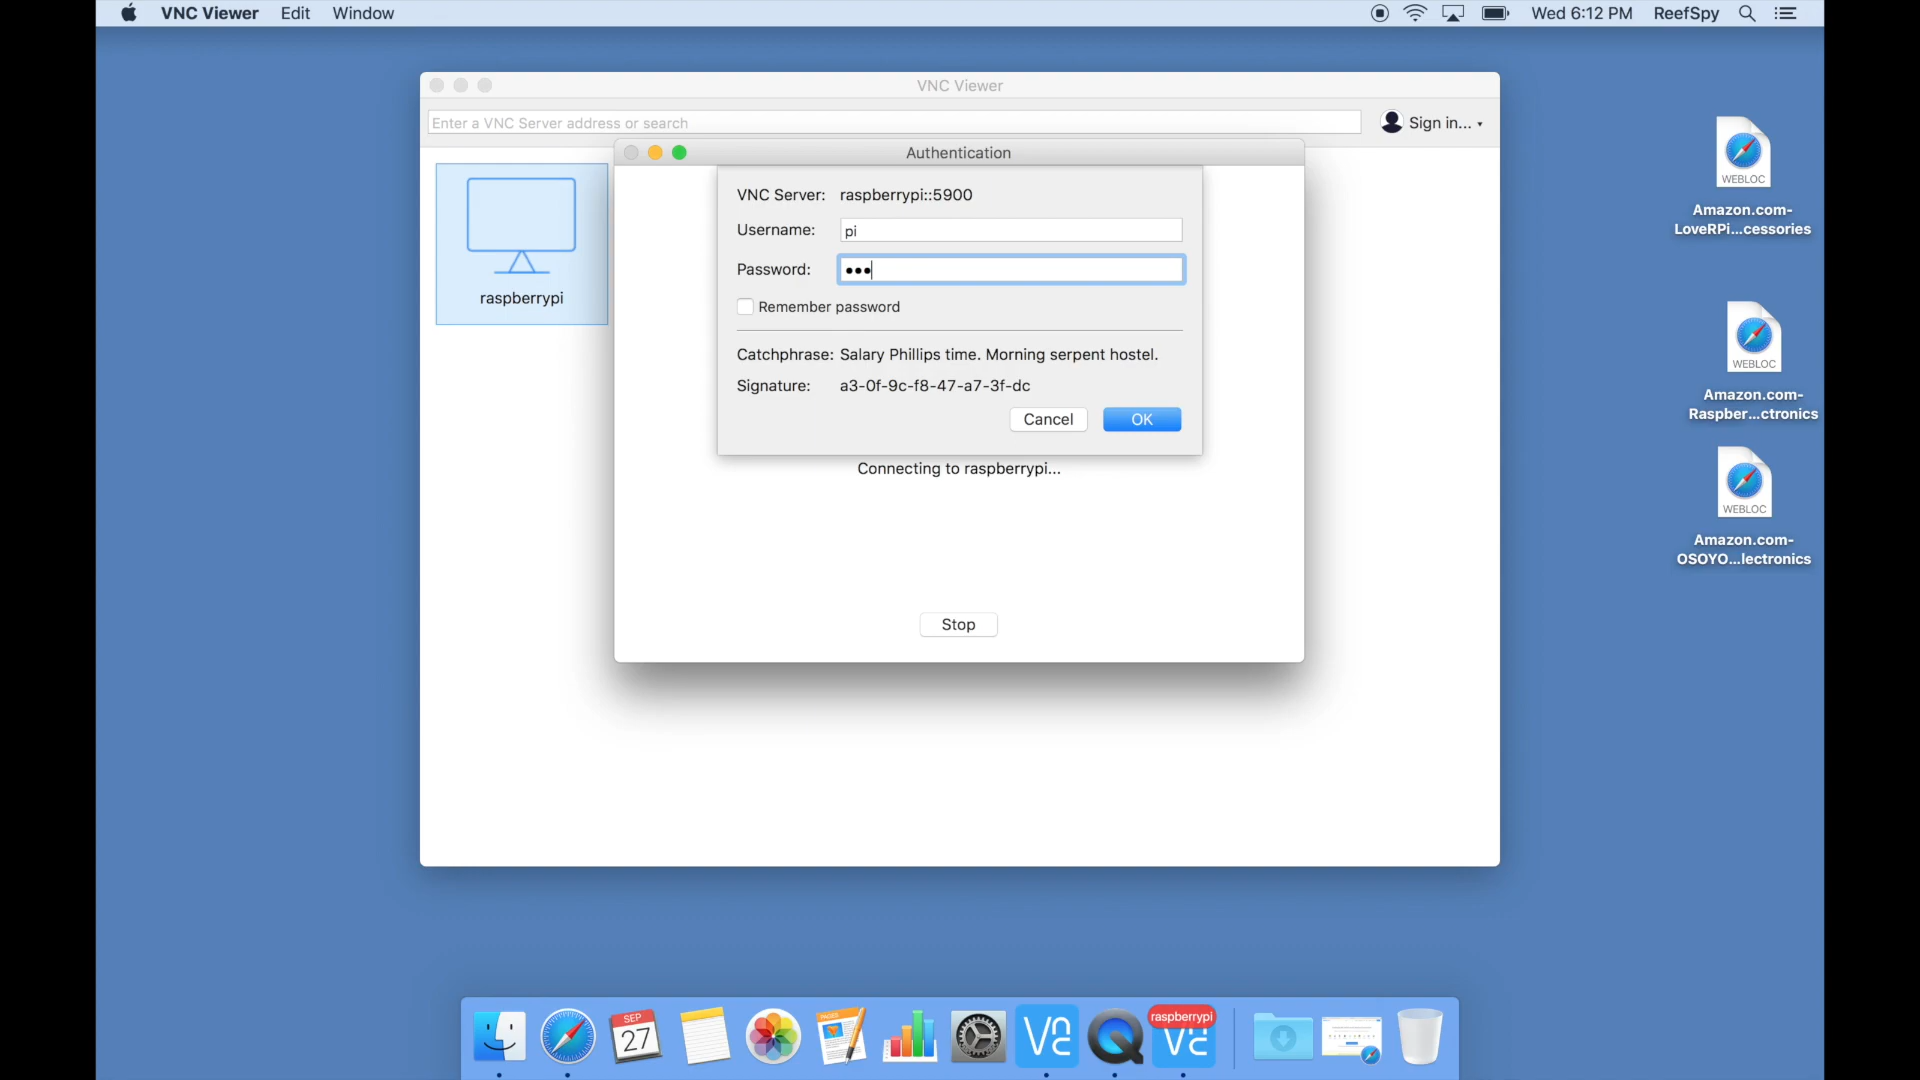 VNC Viewer Edit Window Wed 6:12 PM ReefSpy
VNC Viewer
Enter a VNC Server address or search
Sign in...
raspberrypi
Authentication
VNC Server: raspberrypi::5900
Username: pi
Password: •••
Remember password
Catchphrase: Salary Phillips time. Morning serpent hostel.
Signature: a3-0f-9c-f8-47-a7-3f-dc
Cancel OK
Connecting to raspberrypi...
Stop
WEBLOC
Amazon.com-
LoveRPi...cessories
WEBLOC
Amazon.com-
Raspber...ctronics
WEBLOC
Amazon.com-
OSOYO...lectronics
SEP
27
PAGES
raspberrypi